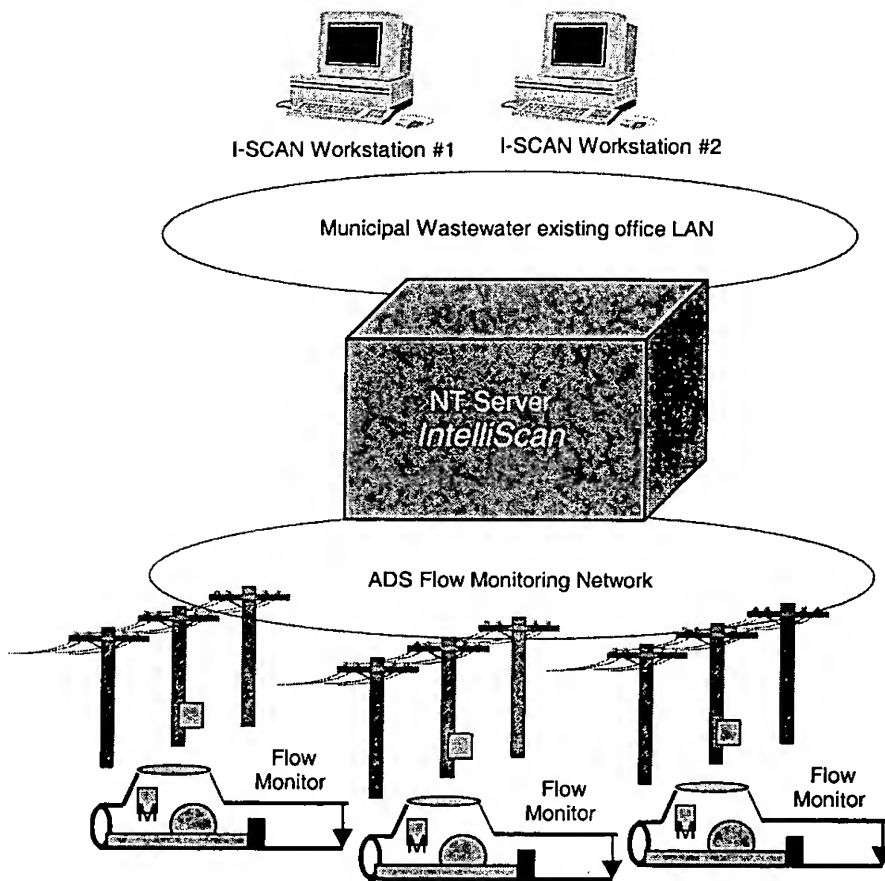 I-SCAN Workstation #1
I-SCAN Workstation #2
Municipal Wastewater existing office LAN
NT Server
IntelliScan
ADS Flow Monitoring Network
Flow
Monitor
Flow
Monitor
Flow
Monitor